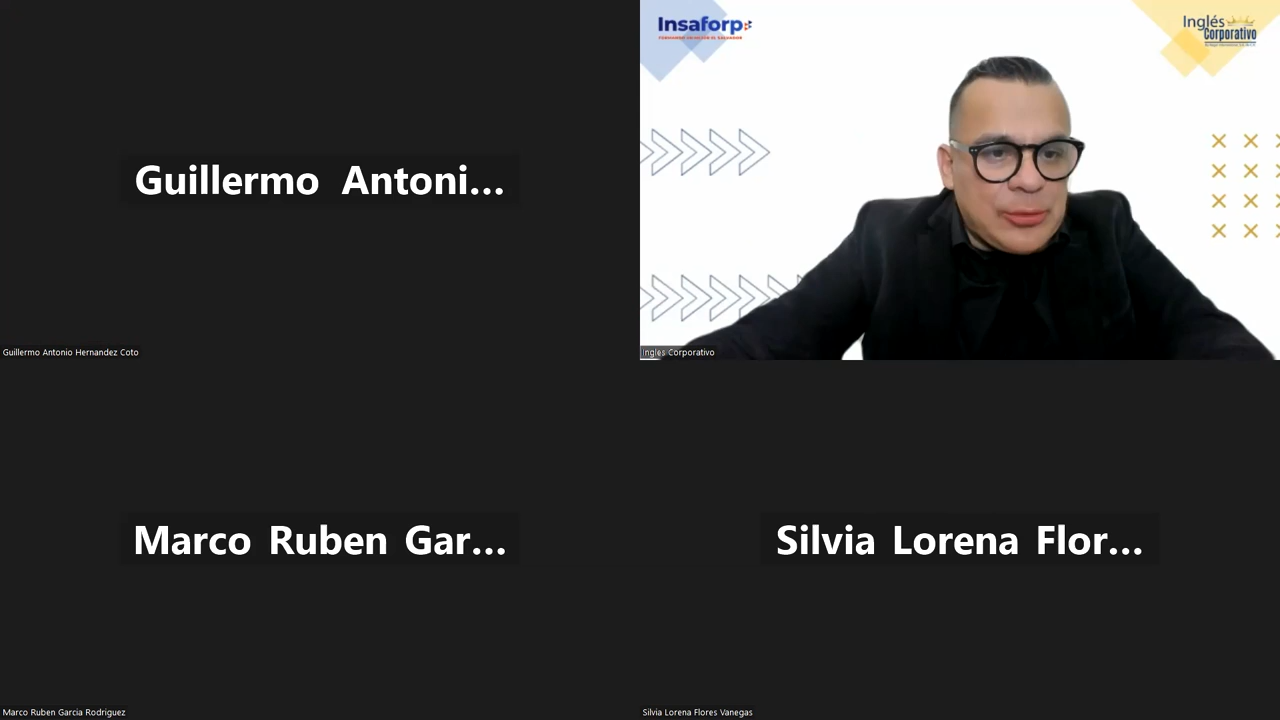 Guillermo Antoni...
Guillermo Antonio Hernandez Coto
Insaforp
Inglés
Corporativo
Ingles Corporativo
Marco Ruben Gar...
Marco Ruben Garcia Rodriguez
Silvia Lorena Flor...
Silvia Lorena Flores Vanegas